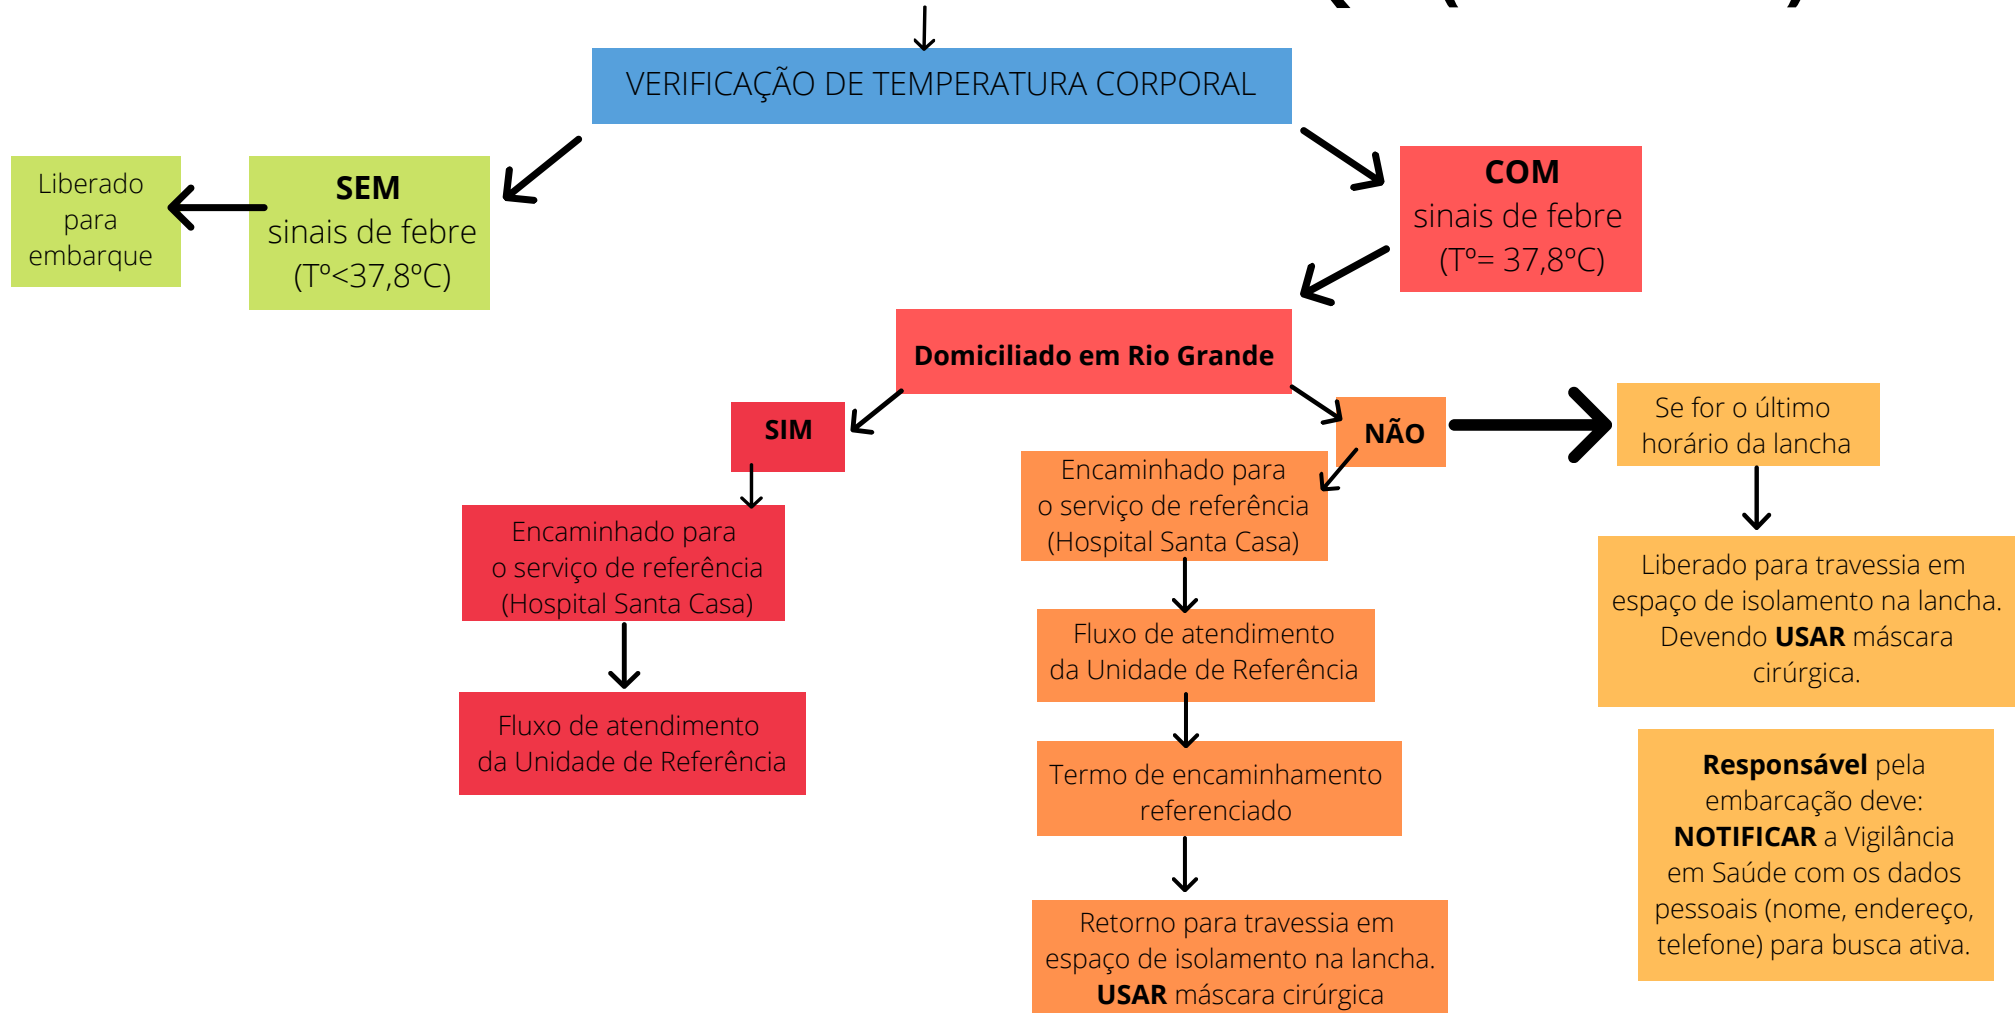 VERIFICAÇÃO DE TEMPERATURA CORPORAL
Liberado
para
embarque
SEM
sinais de febre
(Tº<37,8ºC)
COM
sinais de febre
(Tº= 37,8ºC)
Domiciliado em Rio Grande
SIM
NÃO
Encaminhado para
o serviço de referência
(Hospital Santa Casa)
Fluxo de atendimento
da Unidade de Referência
Encaminhado para
o serviço de referência
(Hospital Santa Casa)
Fluxo de atendimento
da Unidade de Referência
Termo de encaminhamento
referenciado
Retorno para travessia em
espaço de isolamento na lancha.
USAR máscara cirúrgica
Se for o último
horário da lancha
Liberado para travessia em
espaço de isolamento na lancha.
Devendo USAR máscara
cirúrgica.
Responsável pela
embarcação deve:
NOTIFICAR a Vigilância
em Saúde com os dados
pessoais (nome, endereço,
telefone) para busca ativa.